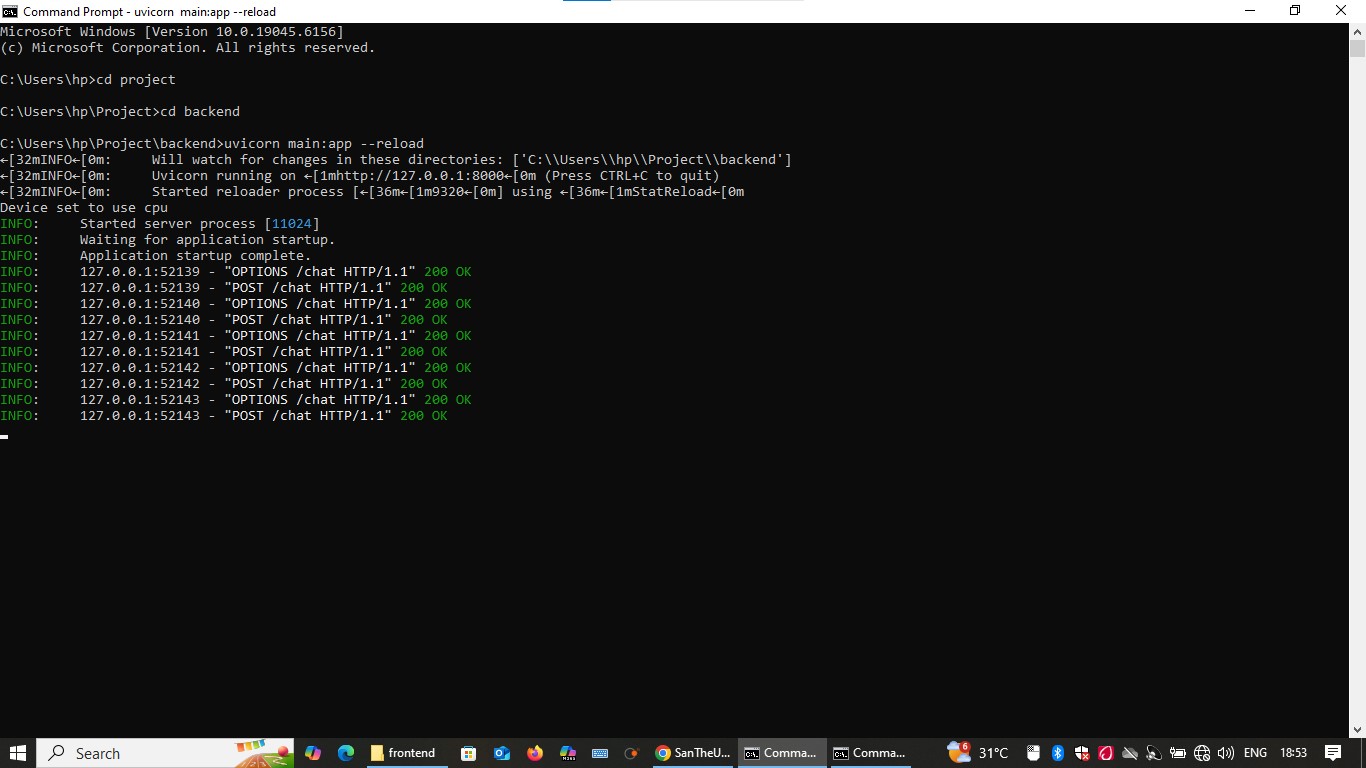 Command Prompt - uvicorn  main:app --reload
Microsoft Windows [Version 10.0.19045.6156]
(c) Microsoft Corporation. All rights reserved.
C:\Users\hp>cd project
C:\Users\hp\Project>cd backend
C:\Users\hp\Project\backend>uvicorn main:app --reload
←[32mINFO←[0m:     Will watch for changes in these directories: ['C:\\Users\\hp\\Project\\backend']
←[32mINFO←[0m:     Uvicorn running on ←[1mhttp://127.0.0.1:8000←[0m (Press CTRL+C to quit)
←[32mINFO←[0m:     Started reloader process [←[36m←[1m9320←[0m] using ←[36m←[1mStatReload←[0m
Device set to use cpu
INFO:     Started server process [11024]
INFO:     Waiting for application startup.
INFO:     Application startup complete.
INFO:     127.0.0.1:52139 - "OPTIONS /chat HTTP/1.1" 200 OK
INFO:     127.0.0.1:52139 - "POST /chat HTTP/1.1" 200 OK
INFO:     127.0.0.1:52140 - "OPTIONS /chat HTTP/1.1" 200 OK
INFO:     127.0.0.1:52140 - "POST /chat HTTP/1.1" 200 OK
INFO:     127.0.0.1:52141 - "OPTIONS /chat HTTP/1.1" 200 OK
INFO:     127.0.0.1:52141 - "POST /chat HTTP/1.1" 200 OK
INFO:     127.0.0.1:52142 - "OPTIONS /chat HTTP/1.1" 200 OK
INFO:     127.0.0.1:52142 - "POST /chat HTTP/1.1" 200 OK
INFO:     127.0.0.1:52143 - "OPTIONS /chat HTTP/1.1" 200 OK
INFO:     127.0.0.1:52143 - "POST /chat HTTP/1.1" 200 OK
Search frontend SanTheU... Comma... Comma... 6 31°C ENG 18:53